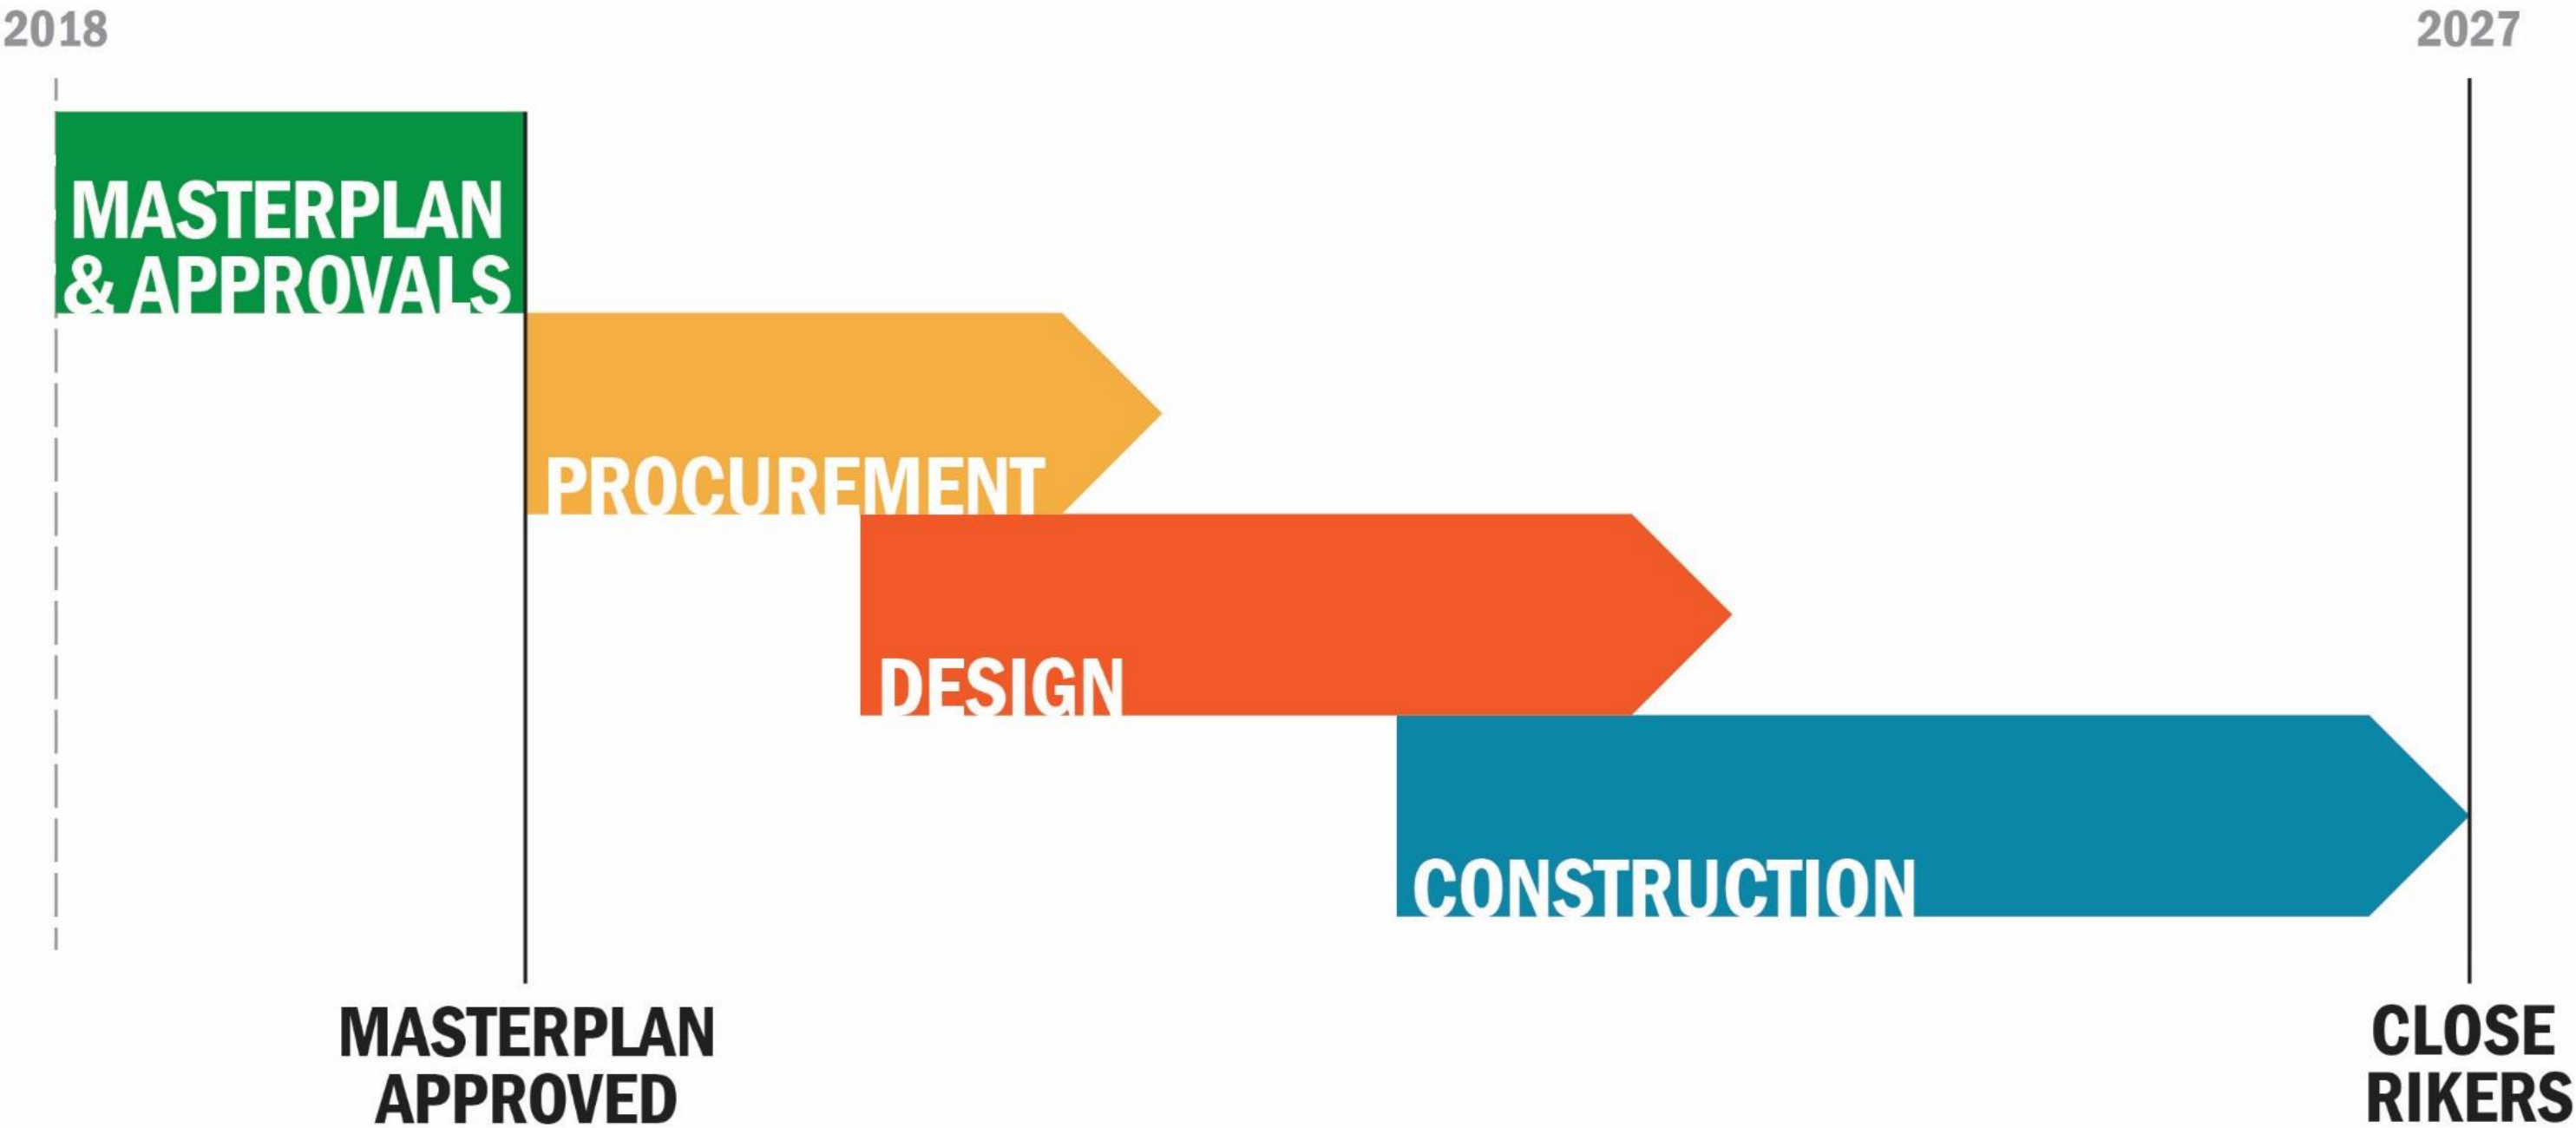 2018
2027
MASTERPLAN
& APPROVALS
PROCUREMENT
DESIGN
CONSTRUCTION
MASTERPLAN
APPROVED
CLOSE
RIKERS